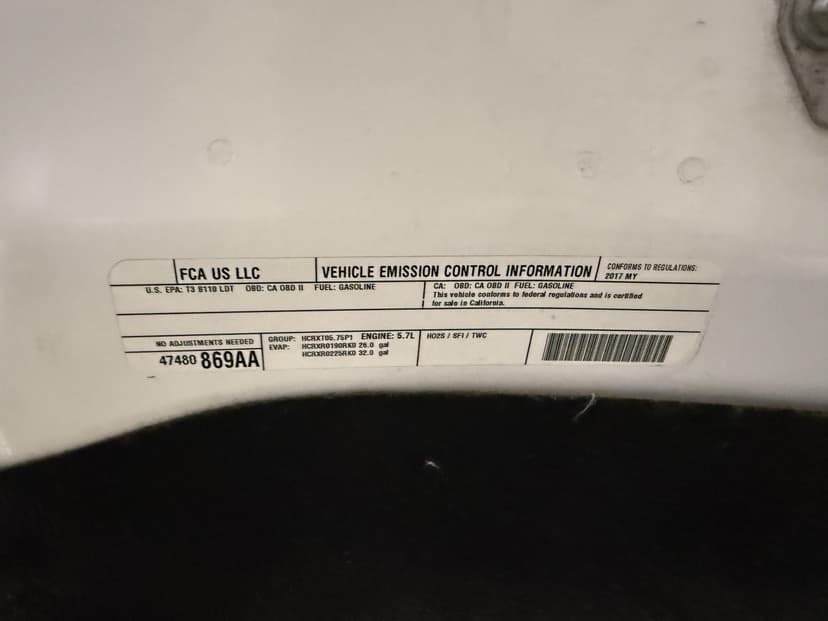 FCA US LLC
VEHICLE EMISSION CONTROL INFORMATION
CONFORMS TO REGULATIONS:
2017 MY
U.S. EPA: T3 B110 LDT OBD: CA OBD II FUEL: GASOLINE
CA: OBD: CA OBD II FUEL: GASOLINE
This vehicle conforms to federal regulations and is certified
for sale in California.
NO ADJUSTMENTS NEEDED
47480 869AA
GROUP: HCRXT05.75P1 ENGINE: 5.7L
EVAP: HCRXR0190RK0 26.0 gal
HCRXR0225RK0 32.0 gal
HO2S / SFI / TWC